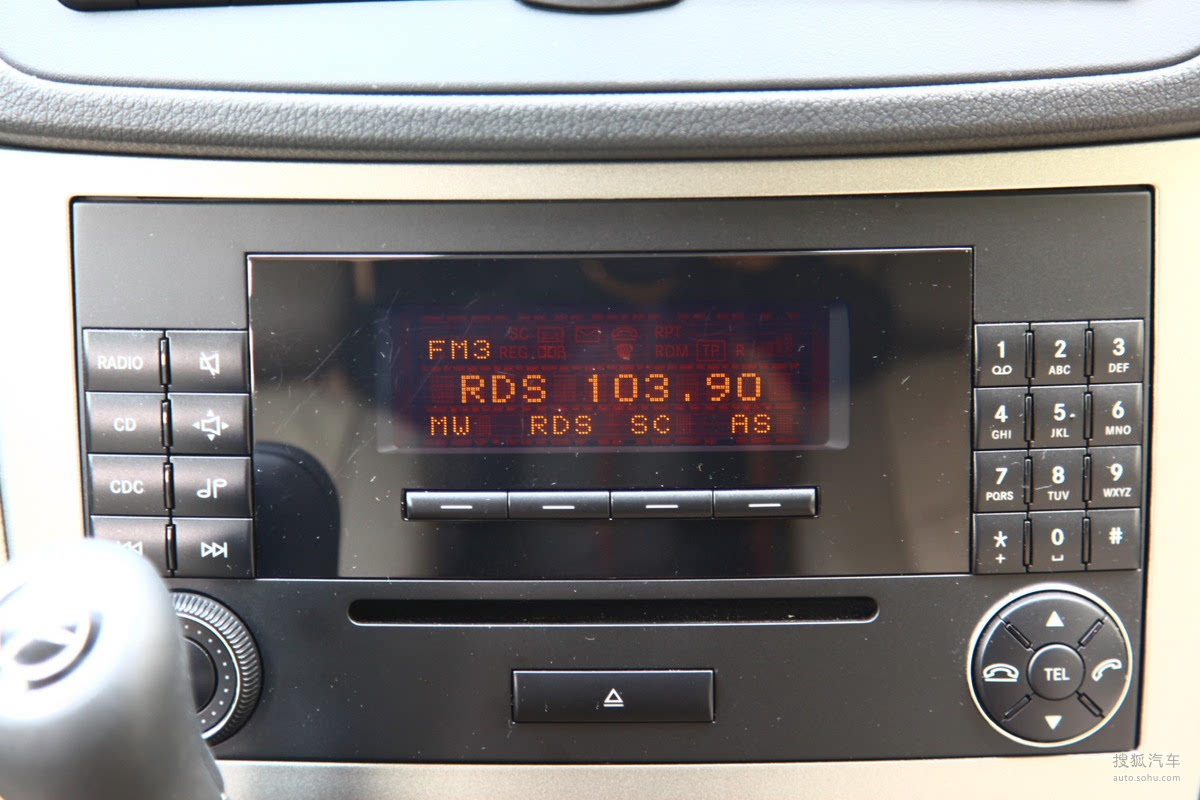 SC RPT
FM3 REG. ROM TP R
RDS 103.90
MW RDS SC AS
RADIO
CD
CDC
1
2 ABC
3 DEF
4 GHI
5 JKL
6 MNO
7 PQRS
8 TUV
9 WXYZ
* +
0
#
TEL
搜狐汽车
auto.sohu.com